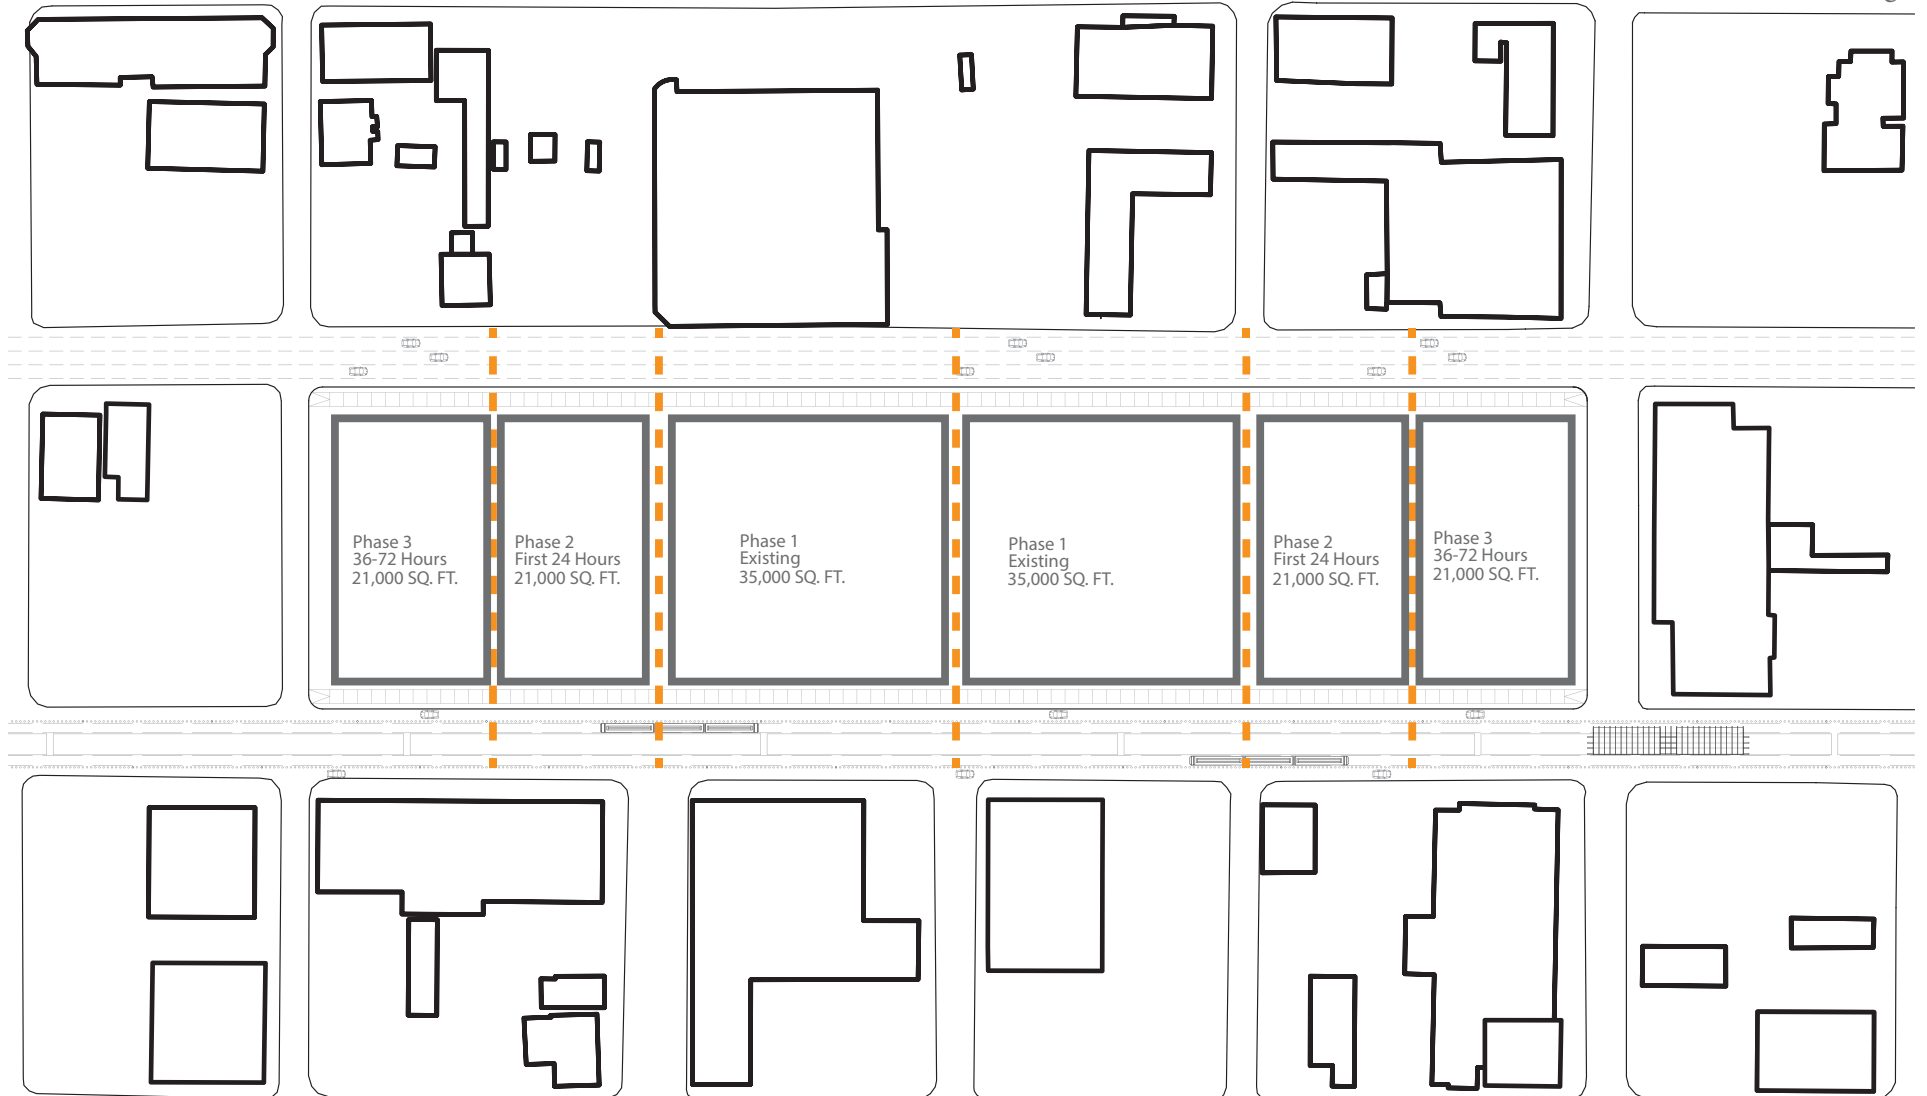 Phase 3
36-72 Hours
21,000 SQ. FT.
Phase 2
First 24 Hours
21,000 SQ. FT.
Phase 1
Existing
35,000 SQ. FT.
Phase 1
Existing
35,000 SQ. FT.
Phase 2
First 24 Hours
21,000 SQ. FT.
Phase 3
36-72 Hours
21,000 SQ. FT.